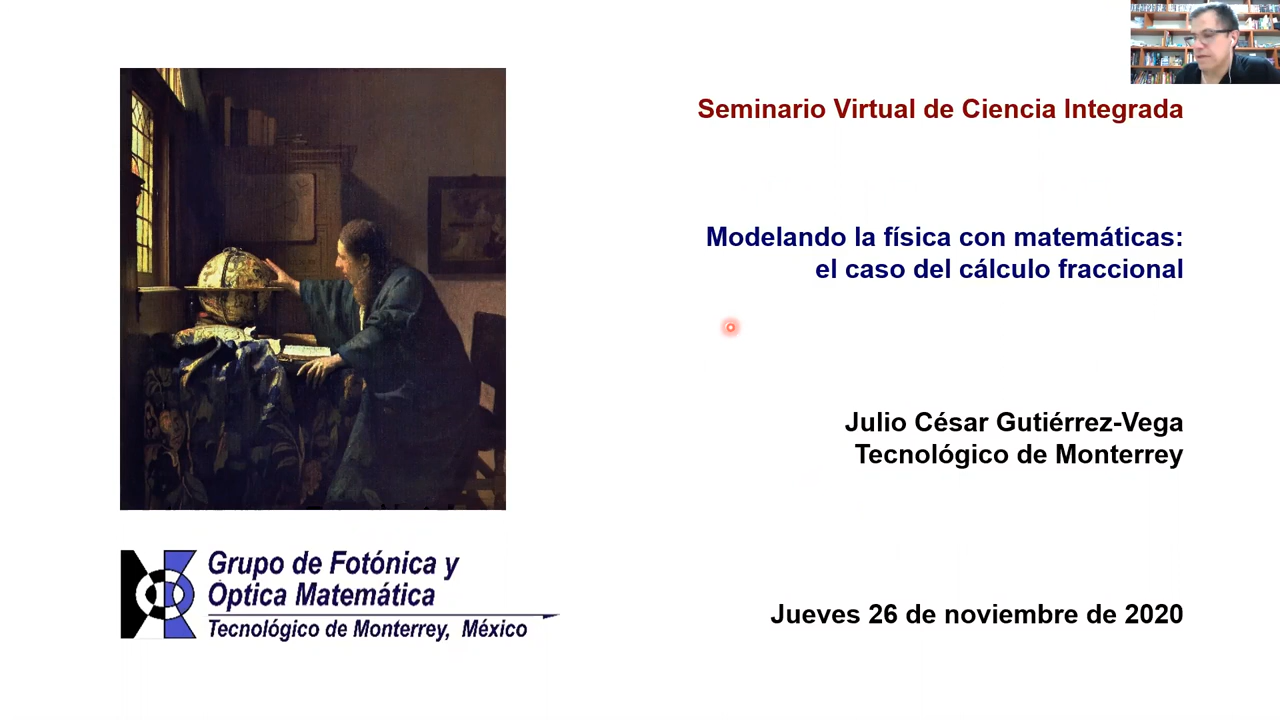 Seminario Virtual de Ciencia Integrada
Modelando la física con matemáticas:
el caso del cálculo fraccional
Julio César Gutiérrez-Vega
Tecnológico de Monterrey
Grupo de Fotónica y
Optica Matemática
Tecnológico de Monterrey, México
Jueves 26 de noviembre de 2020